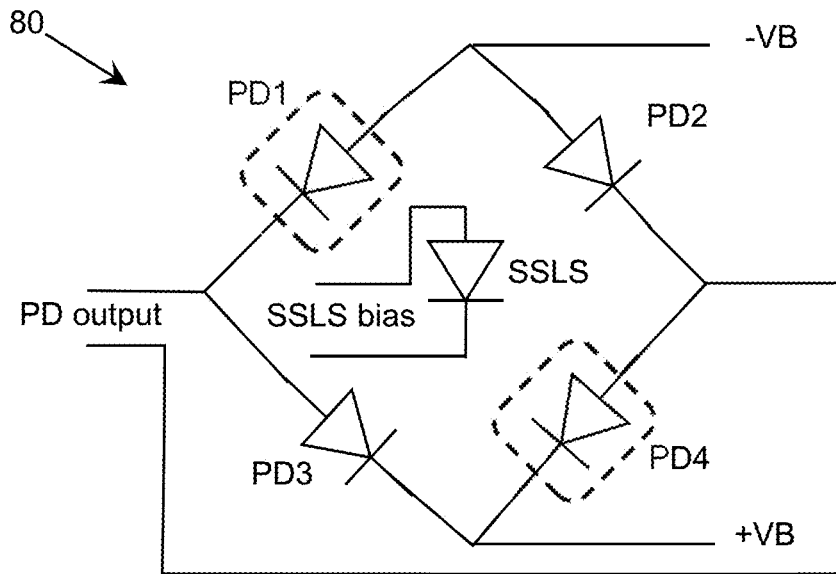 80
-VB
PD1
PD2
SSLS
PD output
SSLS bias
PD3
PD4
+VB